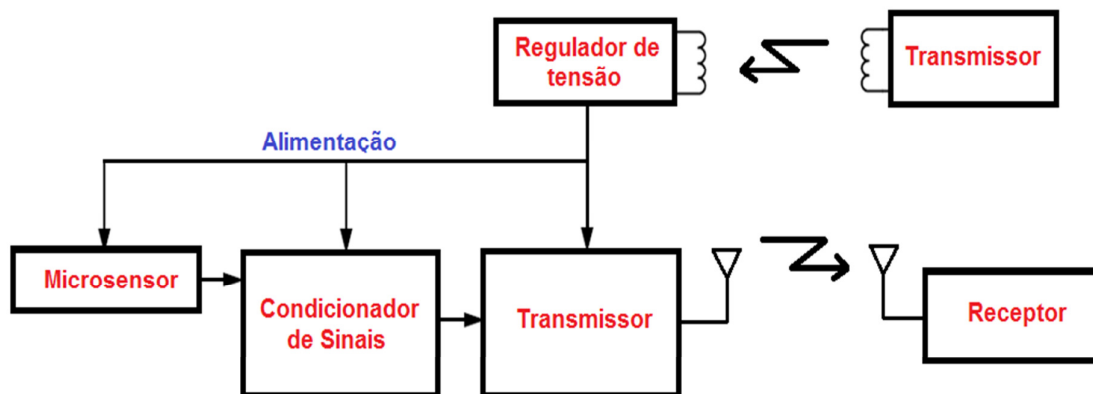 Regulador de
tensão
Transmissor
Alimentação
Microsensor
Condicionador
de Sinais
Transmissor
Receptor